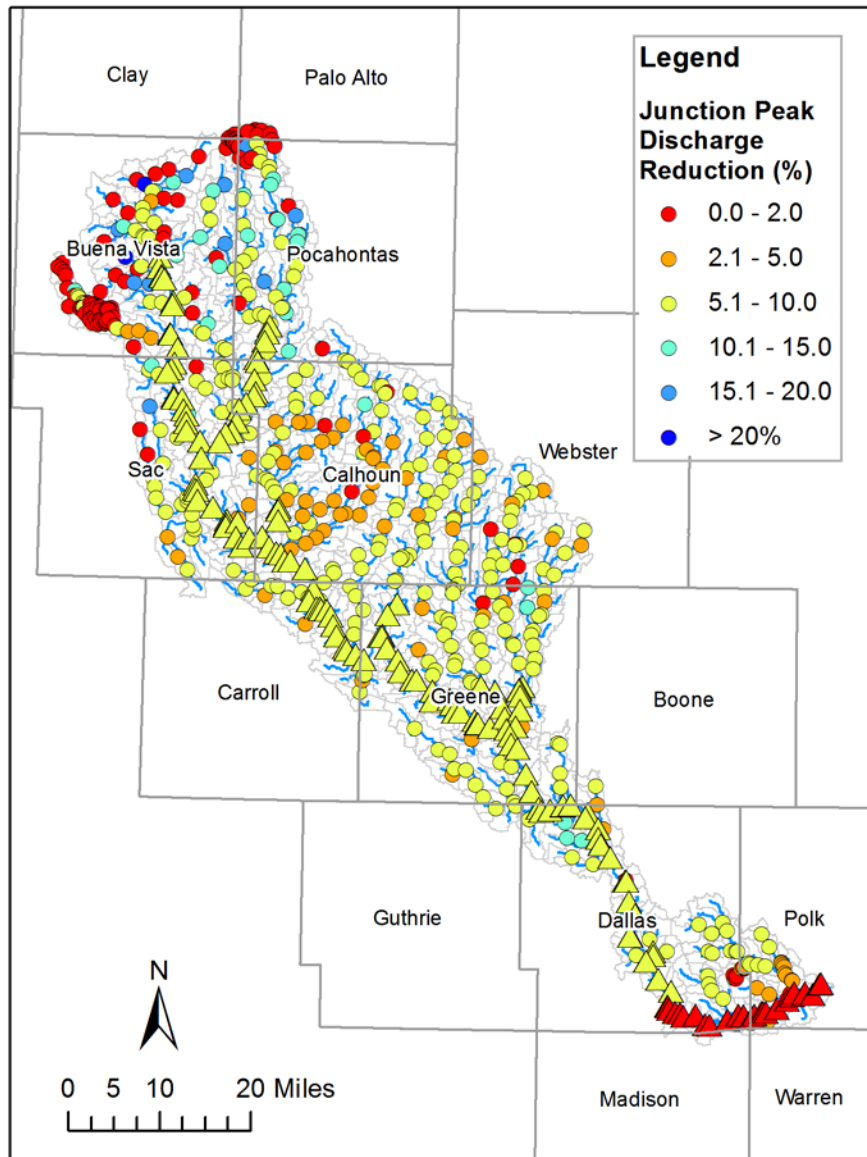 Clay
Palo Alto
Legend
Junction Peak
Discharge
Reduction (%)
0.0 - 2.0
2.1 - 5.0
5.1 - 10.0
10.1 - 15.0
15.1 - 20.0
> 20%
Buena Vista
Pocahontas
Webster
Sac
Calhoun
Carroll
Greene
Boone
Guthrie
Dallas
Polk
N
0 5 10 20 Miles
Madison
Warren